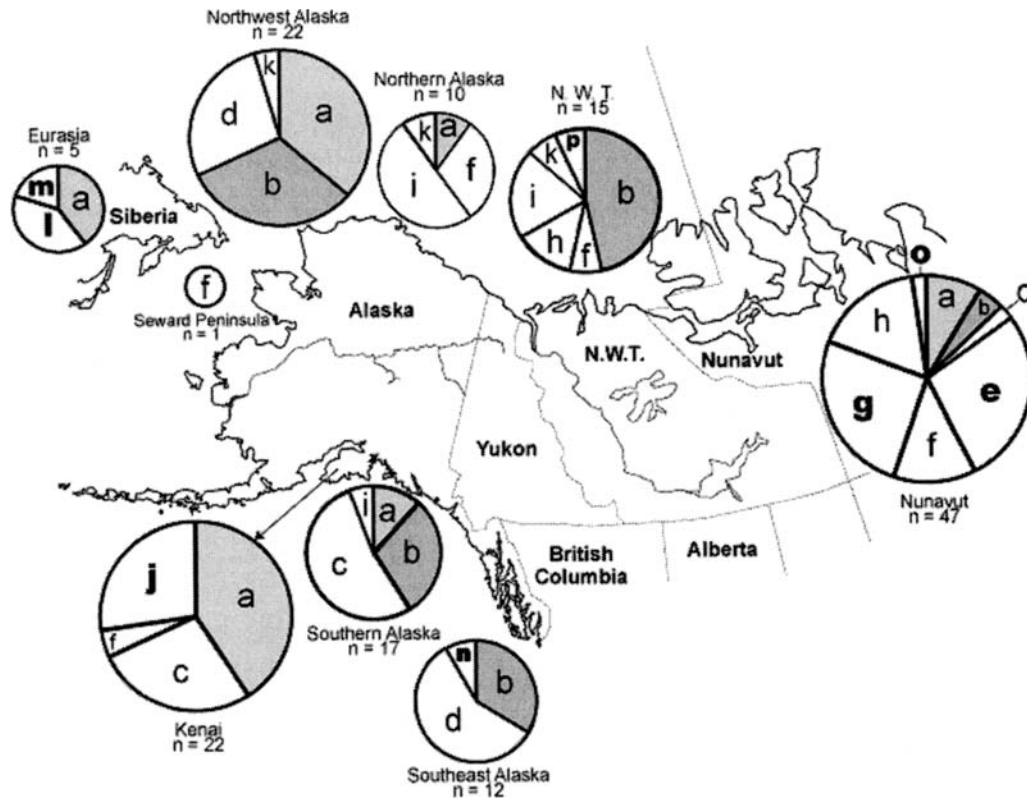 Northwest Alaska
n = 22
k
a
d
b
Northern Alaska
n = 10
k
a
f
i
N. W. T.
n = 15
p
k
b
i
h
f
Eurasia
n = 5
m
a
l
Siberia
f
Seward Peninsula
n = 1
Alaska
N.W.T.
Nunavut
Yukon
British
Columbia
Alberta
o
a
b
c
h
e
g
f
Nunavut
n = 47
j
a
f
c
Kenai
n = 22
i
a
b
c
Southern Alaska
n = 17
n
b
d
Southeast Alaska
n = 12